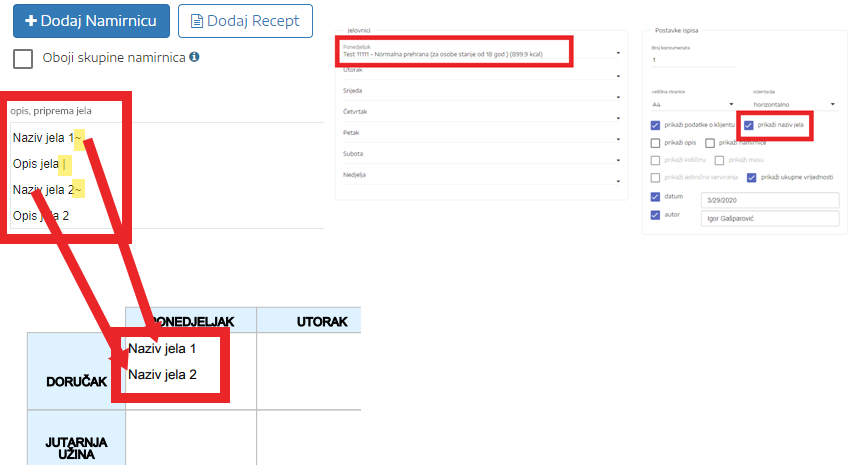 + Dodaj Namirnicu
Dodaj Recept
Oboji skupine namirnica
opis, priprema jela
Naziv jela 1~
Opis jela |
Naziv jela 2~
Opis jela 2
Jelovnici
Ponedjeljak
Test 11111 - Normalna prehrana (za osobe starije od 18 god.) (899.9 kcal)
Utorak
Srijeda
Četvrtak
Petak
Subota
Nedjelja
Postavke Ispisa
Broj konzumenata
1
veličina stranice
orijentacija
A4
horizontalno
prikaži podatke o klijentu
prikaži naziv jela
prikaži opis
prikaži namirnice
prikaži količinu
prikaži masu
prikaži jedinična serviranja
prikaži ukupne vrijednosti
datum
3/29/2020
autor
Igor Gašparović
PONEDJELJAK
UTORAK
DORUČAK
Naziv jela 1
Naziv jela 2
JUTARNJA
UŽINA